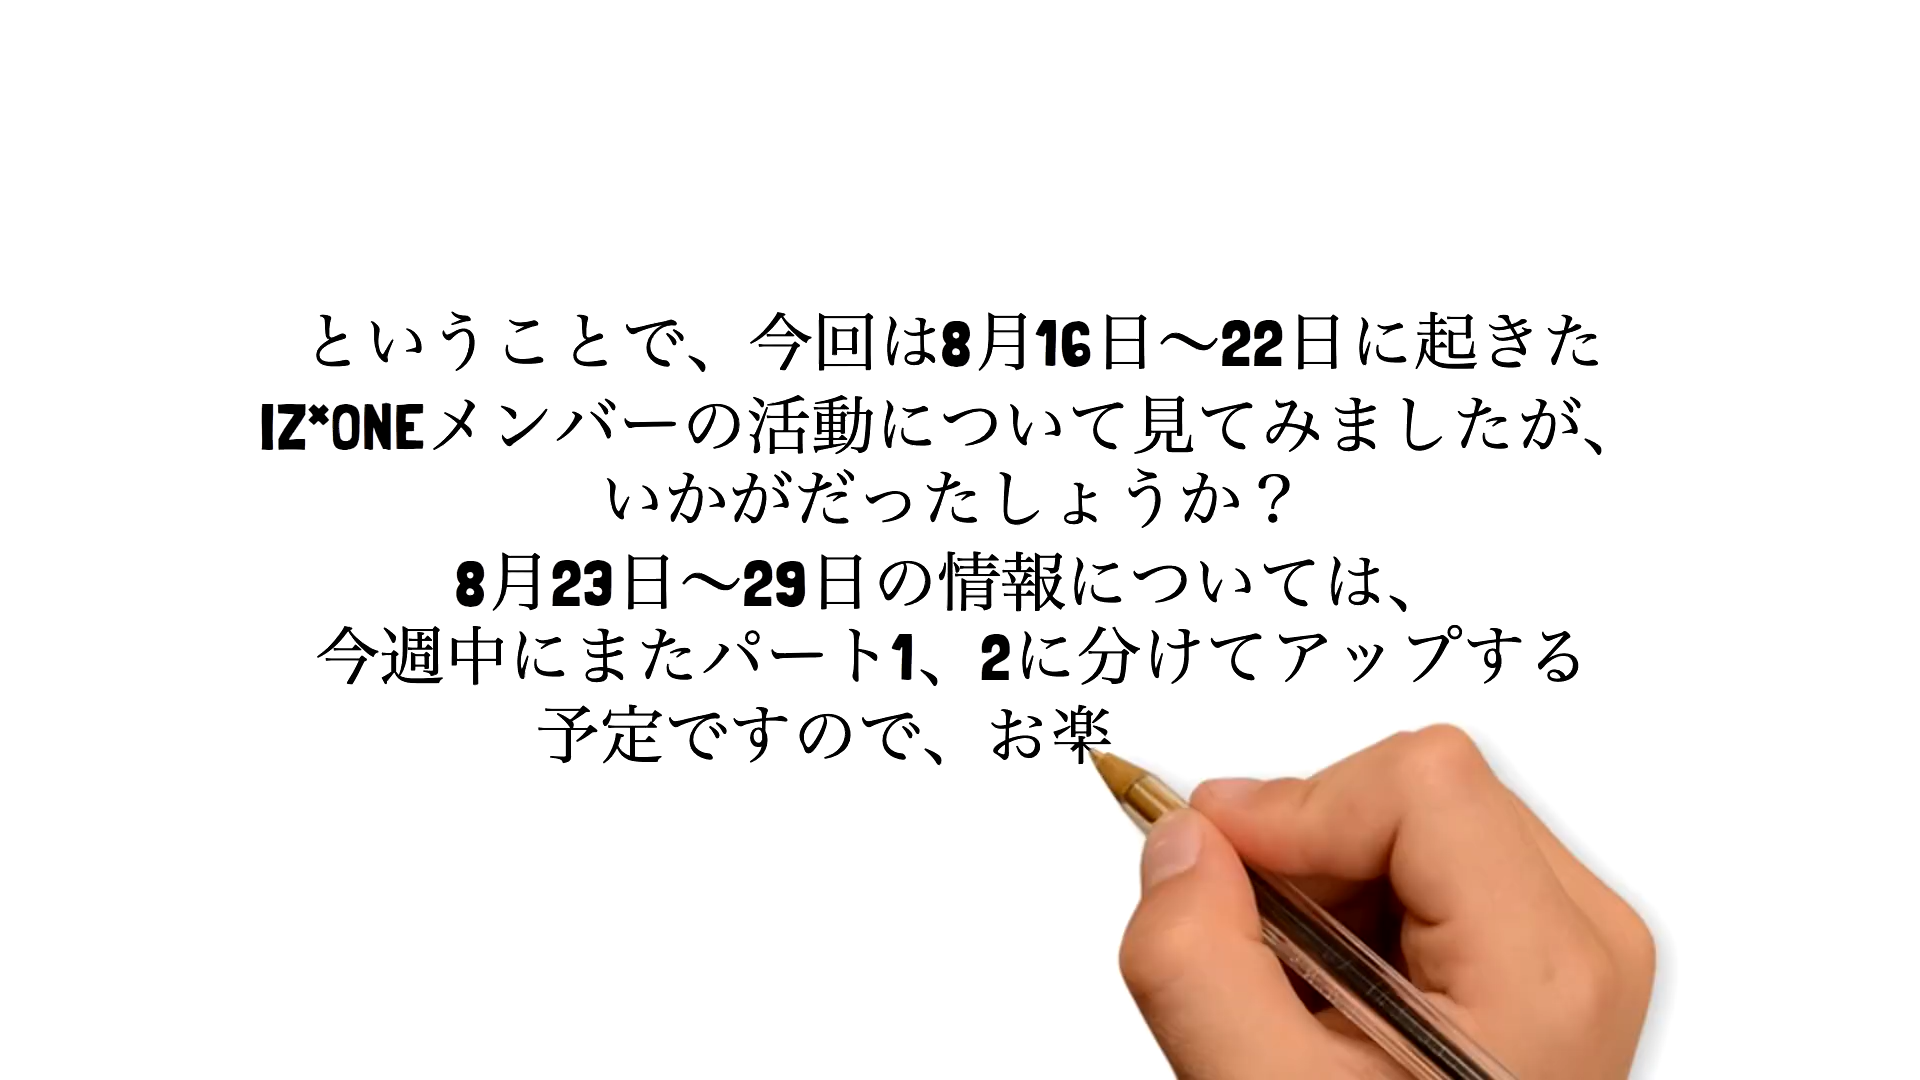 ということで、今回は8月16日～22日に起きた
IZ*ONEメンバーの活動について見てみましたが、
いかがだったしょうか？
8月23日～29日の情報については、
今週中にまたパート1、2に分けてアップする
予定ですので、お楽